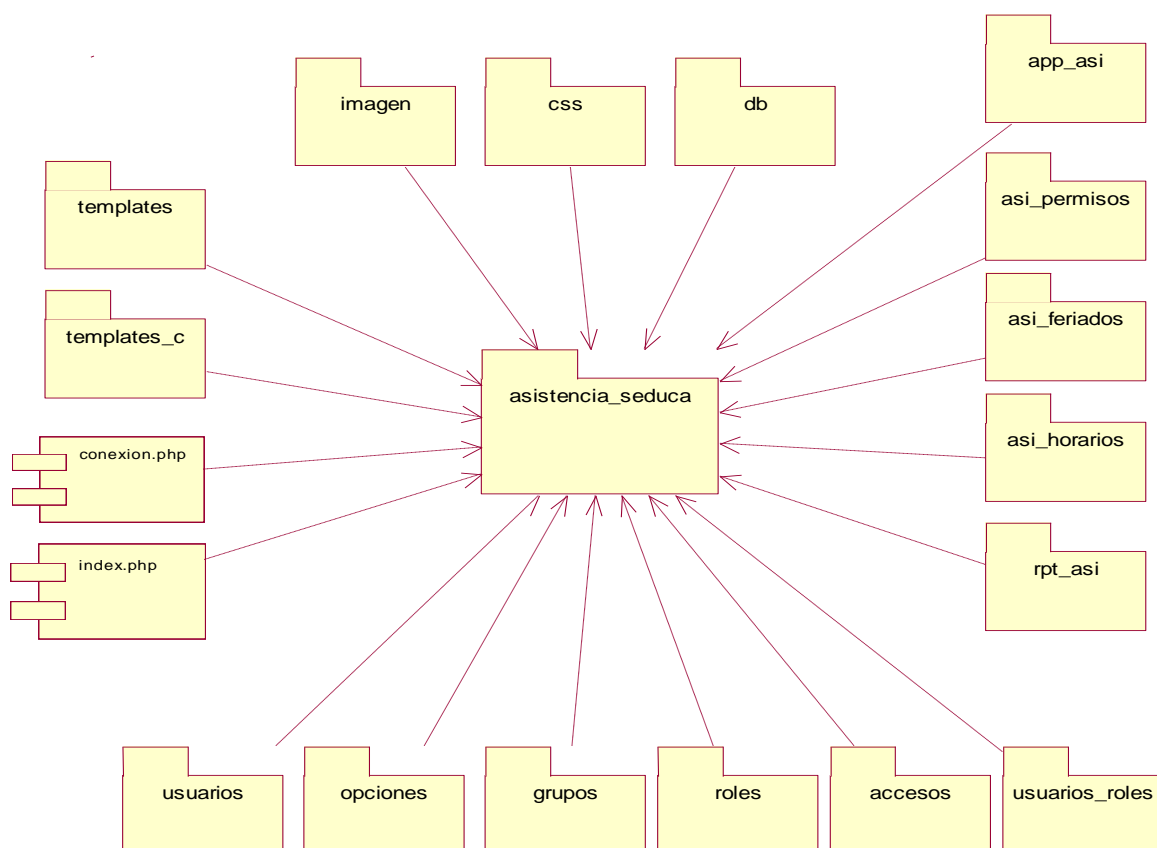 app_asi
imagen
css
db
asi_permisos
templates
asi_feriados
templates_c
asistencia_seduca
asi_horarios
conexion.php
index.php
rpt_asi
usuarios
opciones
grupos
roles
accesos
usuarios_roles